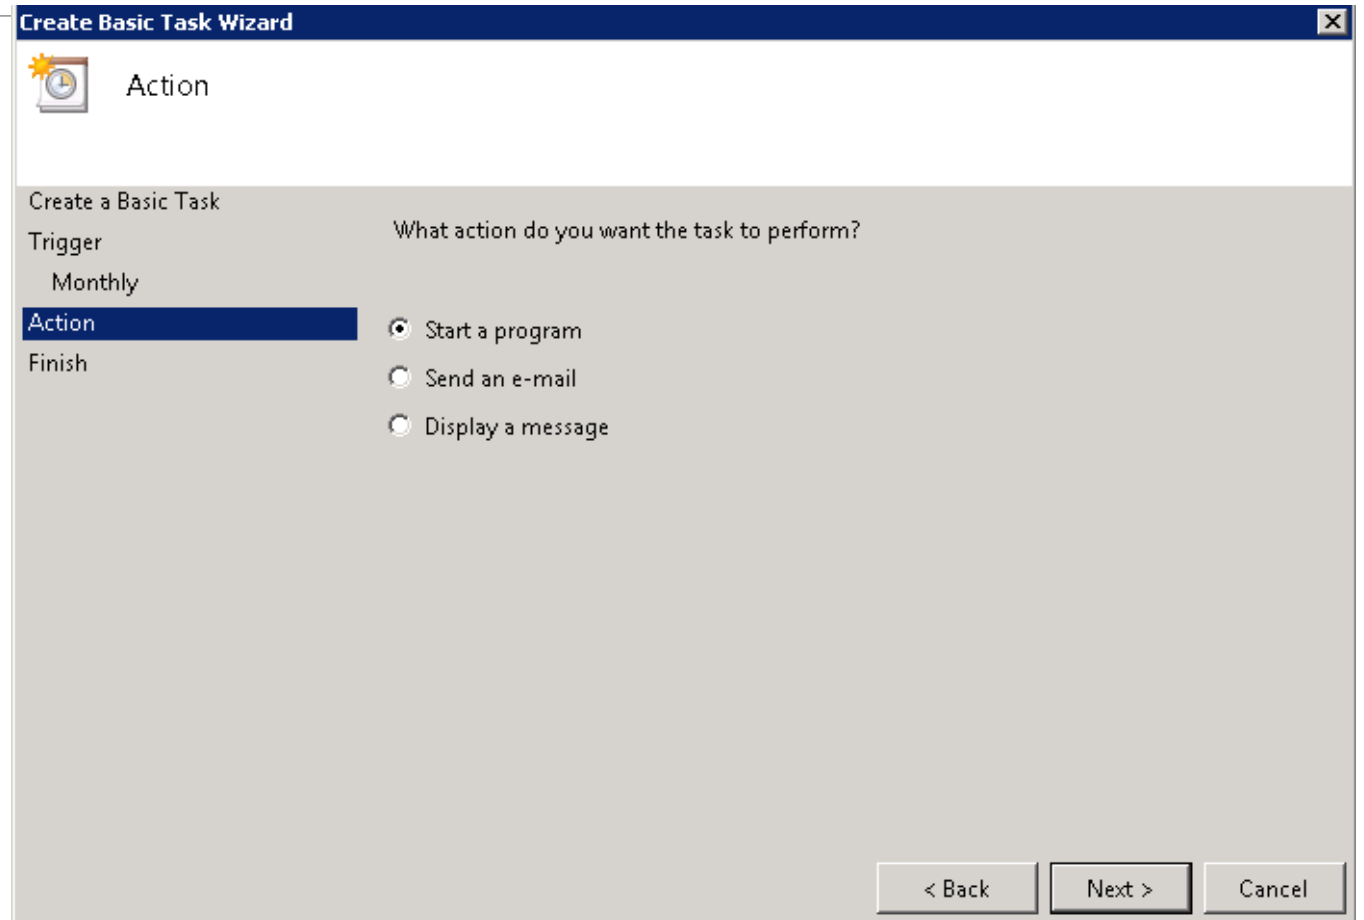 Create Basic Task Wizard
Action
Create a Basic Task
Trigger
Monthly
Action
Finish
What action do you want the task to perform?
Start a program
Send an e-mail
Display a message
< Back
Next >
Cancel